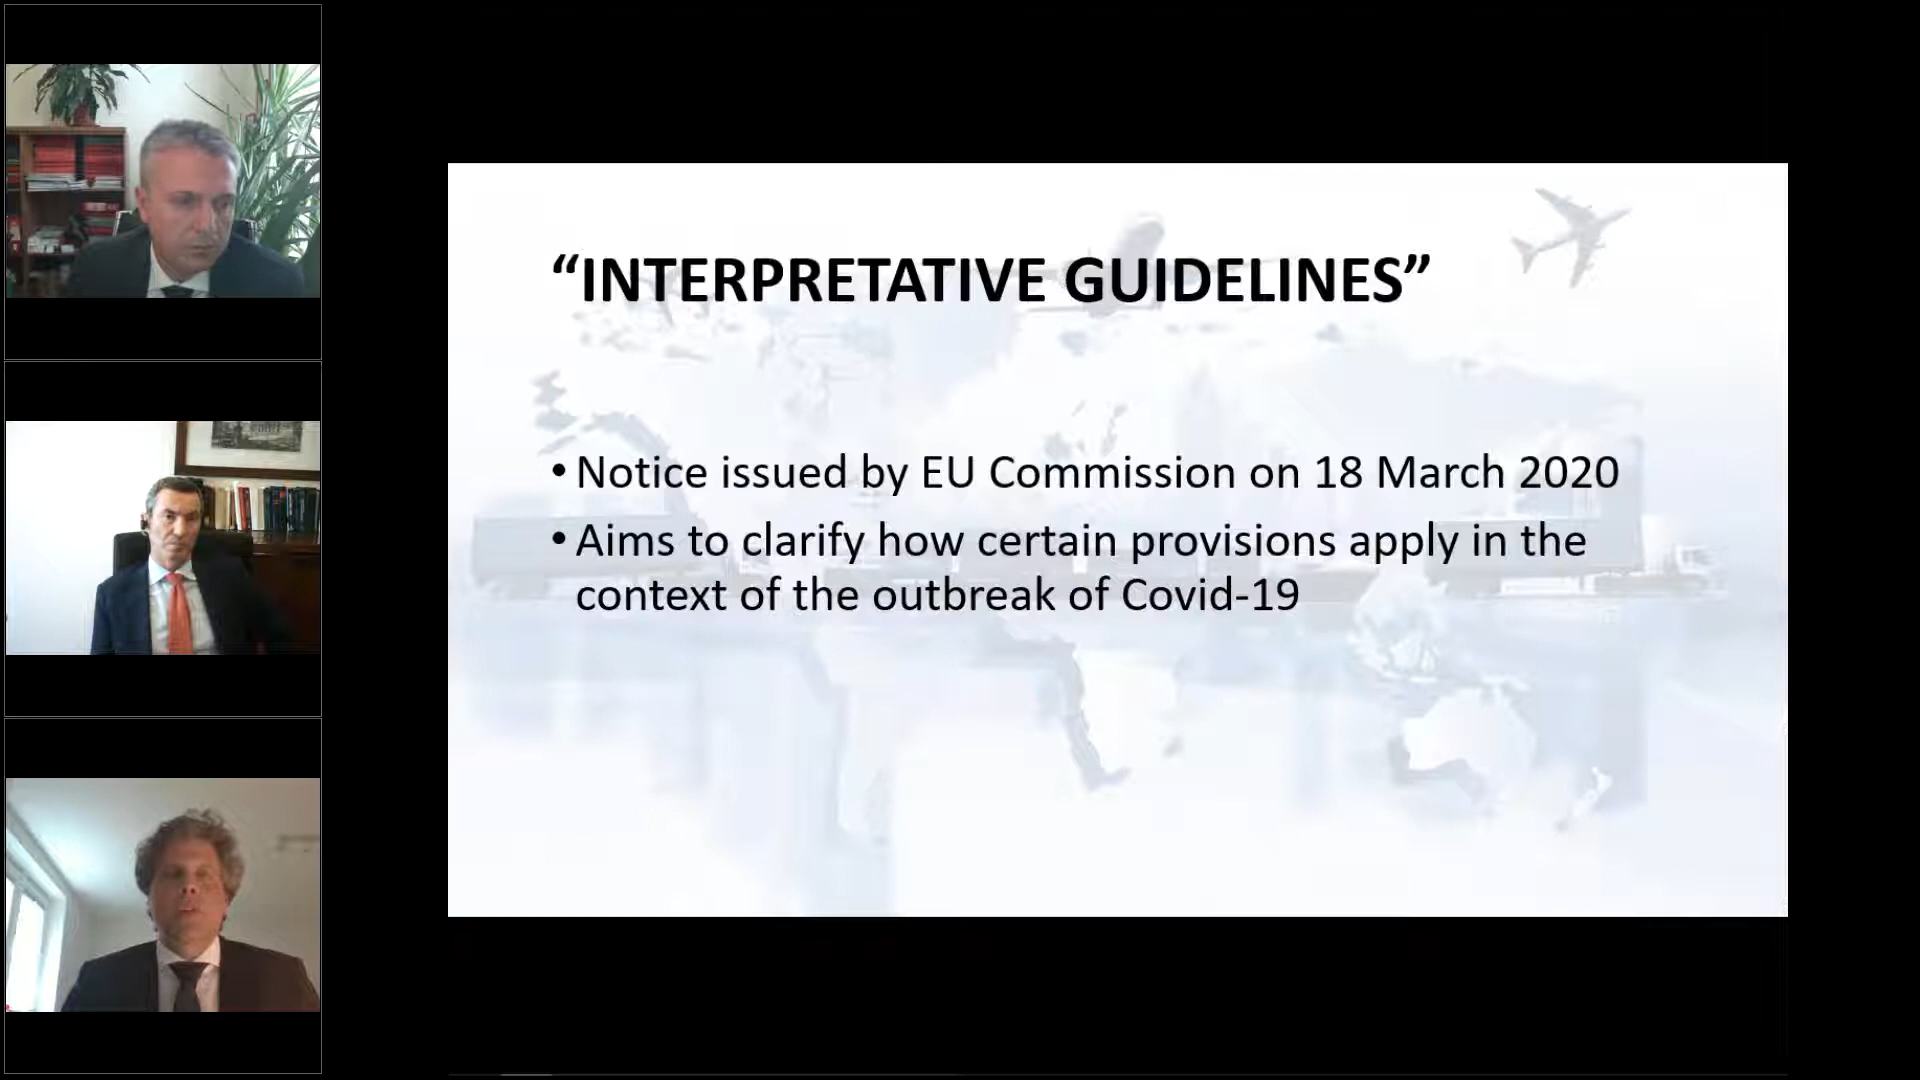 “INTERPRETATIVE GUIDELINES”
• Notice issued by EU Commission on 18 March 2020
• Aims to clarify how certain provisions apply in the
context of the outbreak of Covid-19